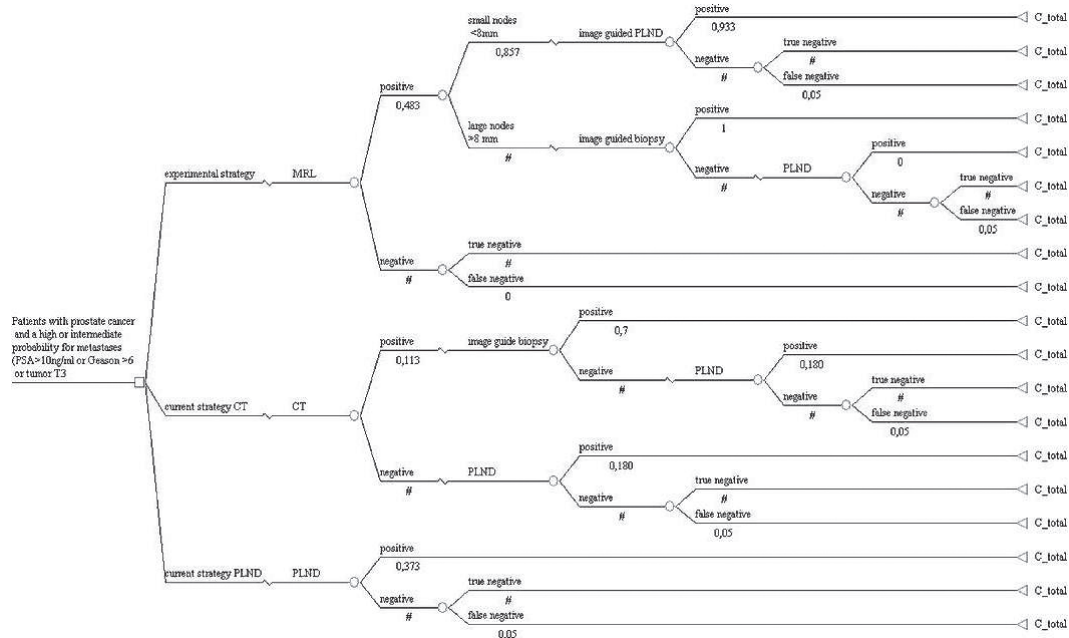 positive
C_total
small nodes
<8mm
image guided PLND
0,933
true negative
0,857
negative
#
C_total
#
false negative
C_total
positive
0,05
0,483
positive
C_total
large nodes
>8 mm
image guided biopsy
1
positive
C_total
#
negative
PLND
0
true negative
C_total
experimental strategy
MRL
#
negative
#
#
false negative
C_total
0,05
true negative
C_total
negative
#
#
false negative
C_total
0
positive
C_total
Patients with prostate cancer
and a high or intermediate
probability for metastases
(PSA>10ng/ml or Geason >6
or tumor T3
0,7
positive
image guide biopsy
positive
C_total
0,113
negative
PLND
0,180
true negative
C_total
#
negative
#
current strategy CT
CT
#
false negative
C_total
0,05
positive
C_total
negative
PLND
0,180
true negative
C_total
#
negative
#
#
false negative
C_total
0,05
positive
C_total
current strategy PLND
PLND
0,373
true negative
C_total
negative
#
#
false negative
C_total
0.05